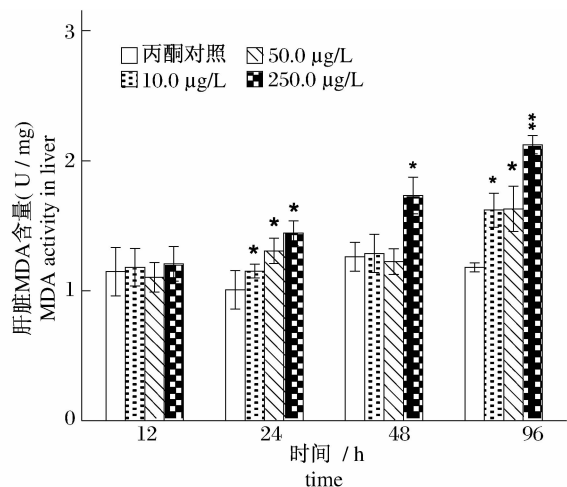 3
丙酮对照 50.0 μg/L
10.0 μg/L 250.0 μg/L
肝脏MDA含量( U / mg)
MDA activity in liver
2
**
*
*
*
*
*
*
1
0
12 24 48 96
时间 / h
time